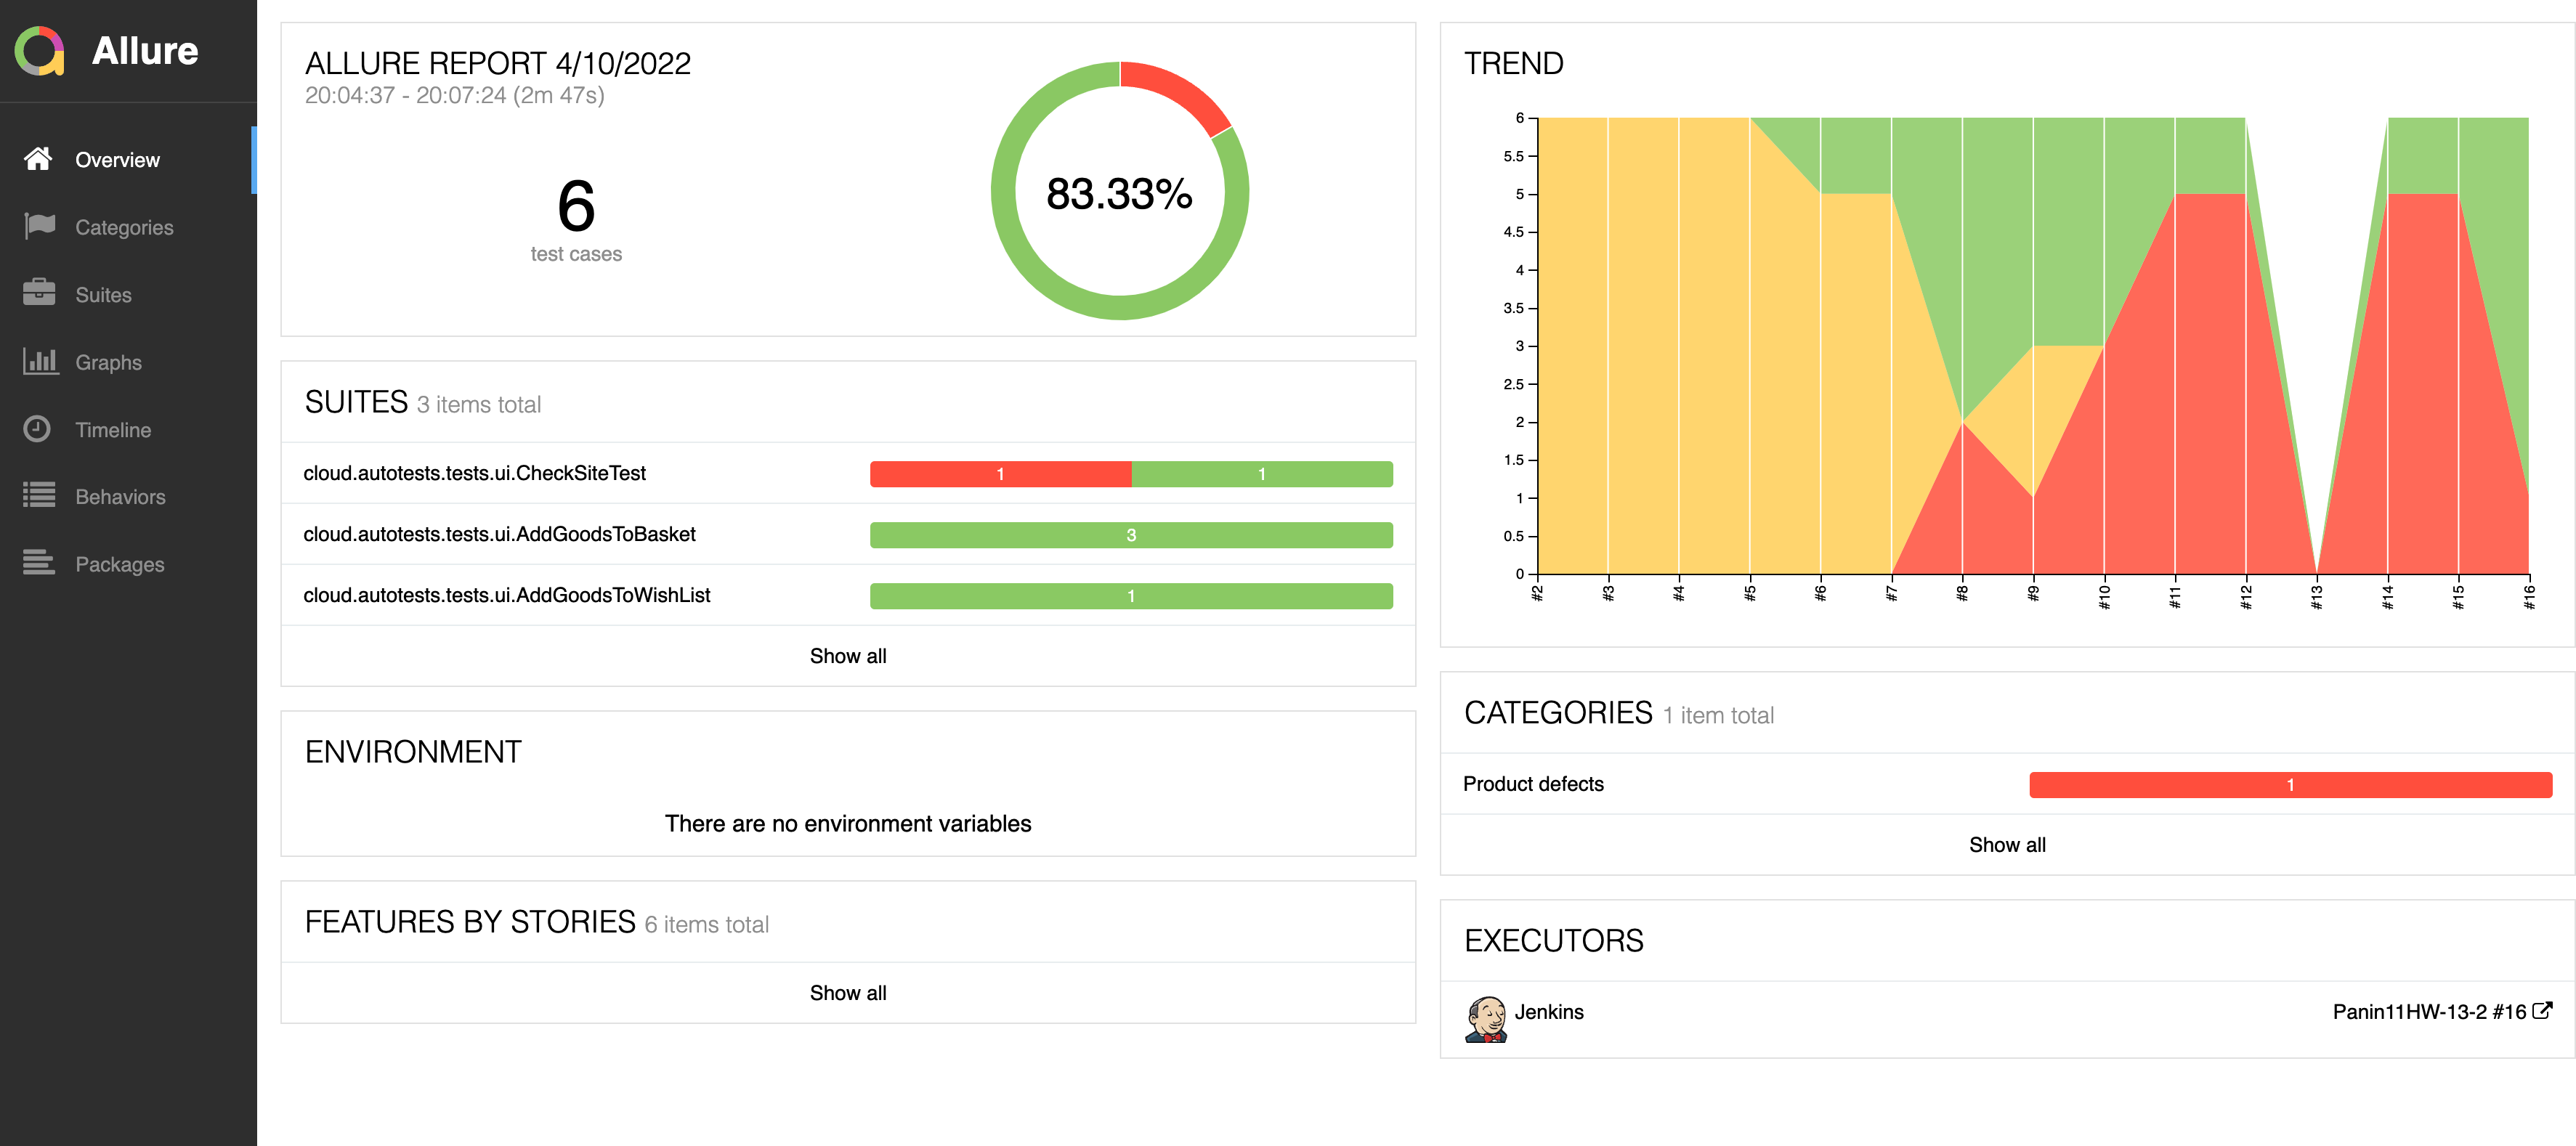 Allure
Overview
Categories
Suites
Graphs
Timeline
Behaviors
Packages
ALLURE REPORT 4/10/2022
20:04:37 - 20:07:24 (2m 47s)
6
test cases
83.33%
SUITES 3 items total
cloud.autotests.tests.ui.CheckSiteTest 1 1
cloud.autotests.tests.ui.AddGoodsToBasket 3
cloud.autotests.tests.ui.AddGoodsToWishList 1
Show all
ENVIRONMENT
There are no environment variables
FEATURES BY STORIES 6 items total
Show all
TREND
6
5.5
5
4.5
4
3.5
3
2.5
2
1.5
1
0.5
0
#2 #3 #4 #5 #6 #7 #8 #9 #10 #11 #12 #13 #14 #15 #16
CATEGORIES 1 item total
Product defects 1
Show all
EXECUTORS
Jenkins Panin11HW-13-2 #16